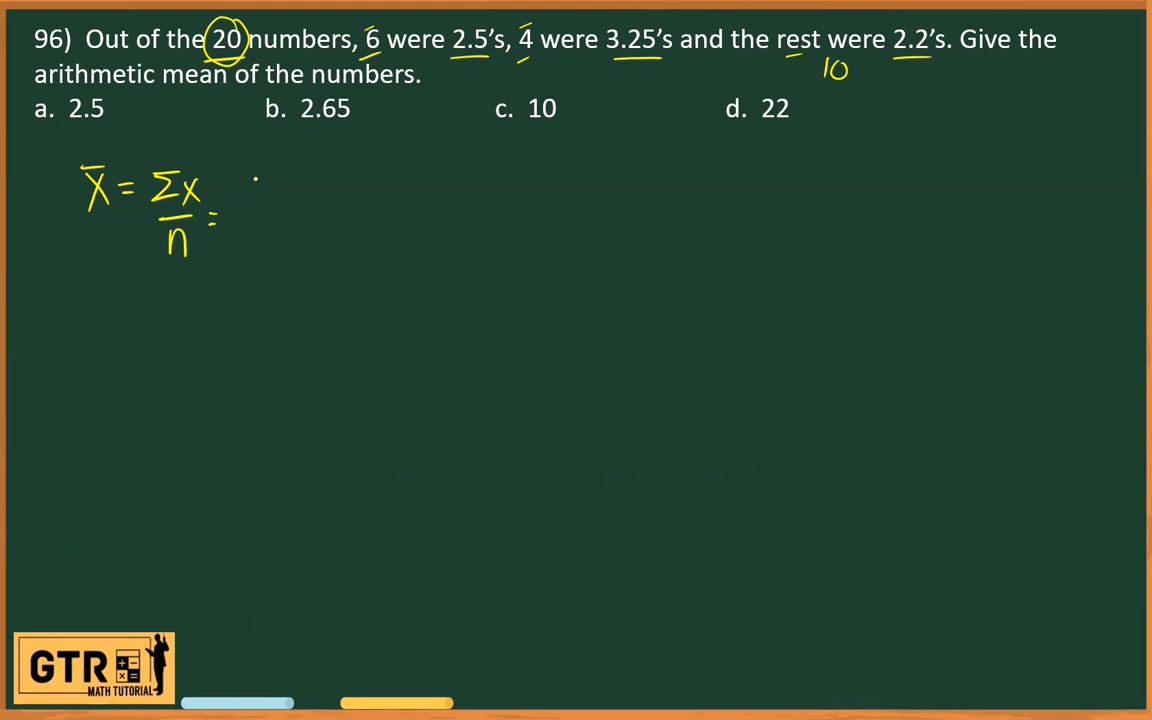 96) Out of the 20 numbers, 6 were 2.5's, 4 were 3.25's and the rest were 2.2's. Give the
10
arithmetic mean of the numbers.
a. 2.5 b. 2.65 c. 10 d. 22
x̄ = Σx
n =
GTR
MATH TUTORIAL